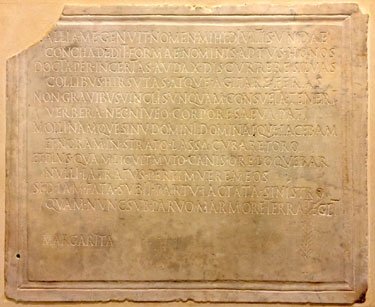 GALLIA ME GENVIT NOMEN MIHI DIVITIS VNDAE
CONCHA DEDIT FORMAE NOMINIS APTVS HONOS
DOCTA PER INCERTAS AVDAX DISCVRRERE SILVAS
COLLIBVS HIRSVTAS ATQVE AGITARE FERAS
NON GRAVIBVS VINCLIS VNQVAM CONSVETA TENERI
VERBERA NEC NIVEO CORPORE SAEVA PATI
MOLLI NAMQVE SINV DOMINI DOMINAEQVE IACEBAM
ET NORAM IN STRATO LASSA CVBARE TORO
ET PLVS QVAM LICVIT MVTO CANIS ORE LOQVEBAR
NVLLI LATRATVS PERTIMVERE MEOS
SED IAM FATA SVBII PARTV IACTATA SINISTRO
QVAM NVNC SVB PARVO MARMORE TERRA TEGIT
MARGARITA